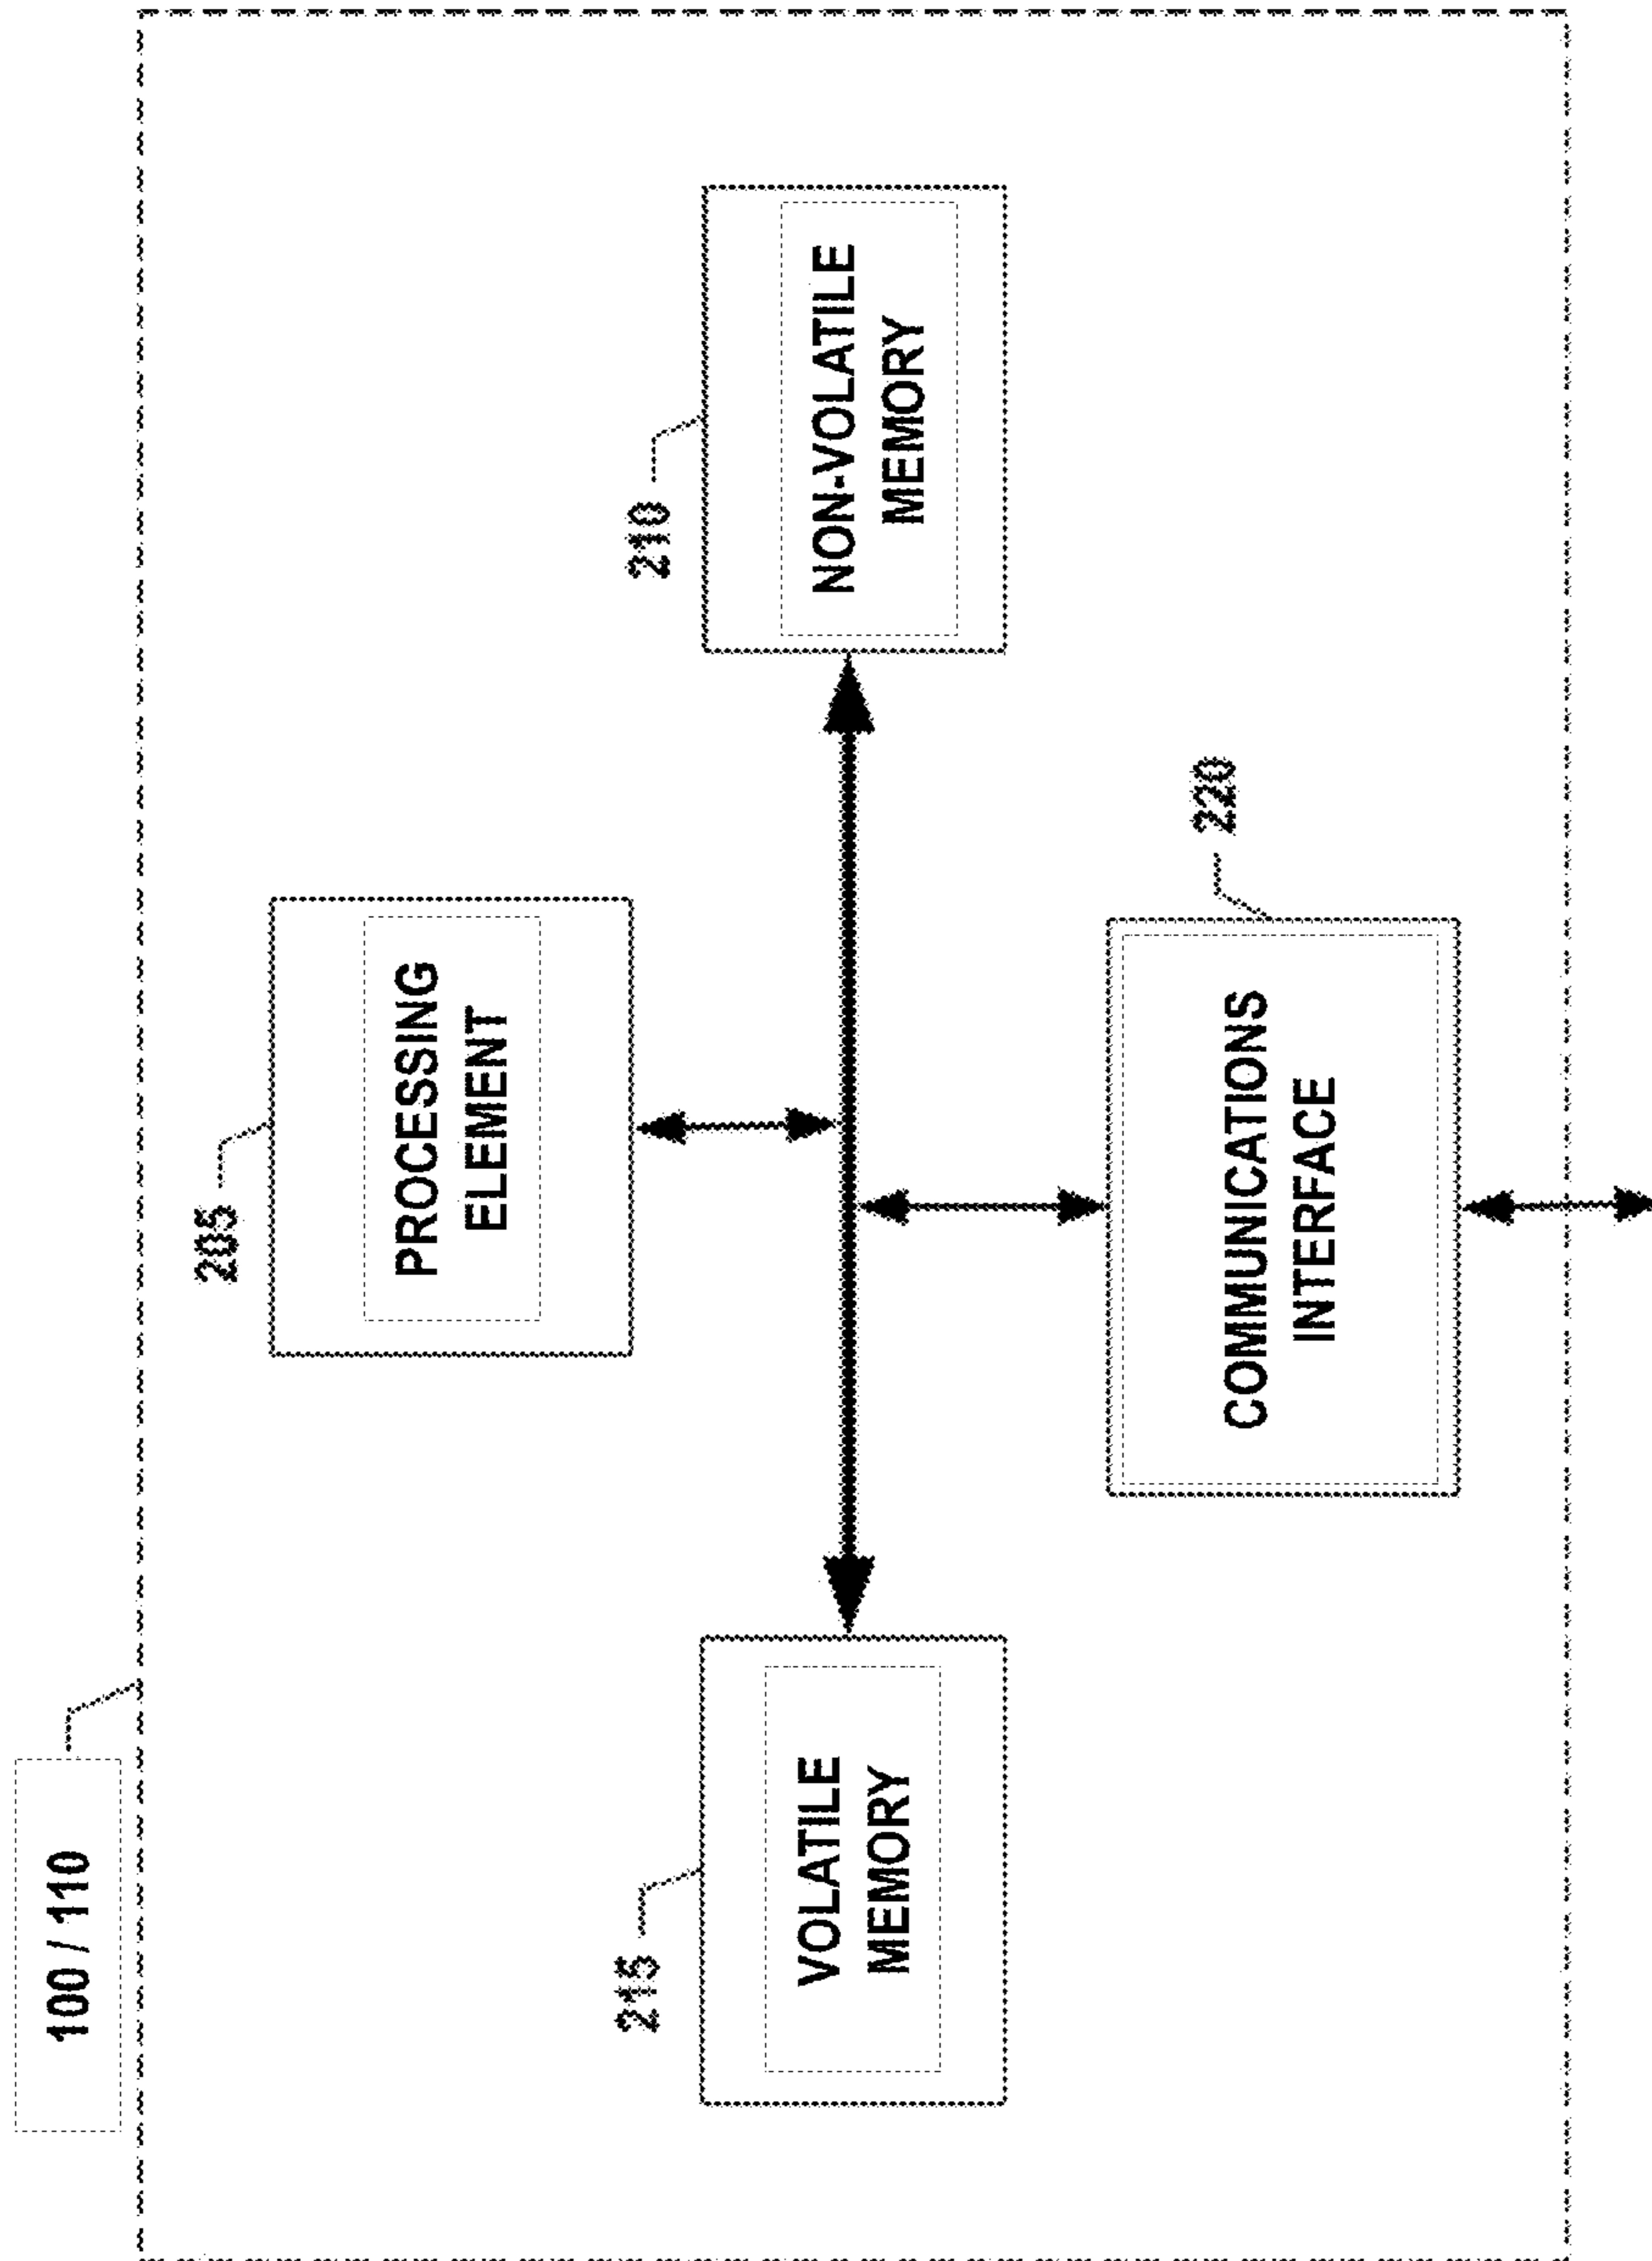 100 / 110
205
PROCESSING
ELEMENT
215
VOLATILE
MEMORY
210
NON-VOLATILE
MEMORY
220
COMMUNICATIONS
INTERFACE